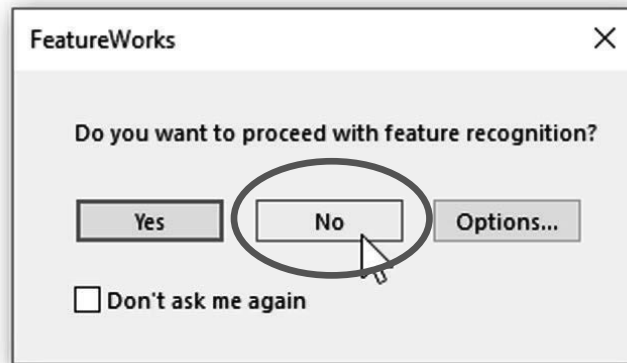 FeatureWorks
Do you want to proceed with feature recognition?
Yes No Options...
Don't ask me again